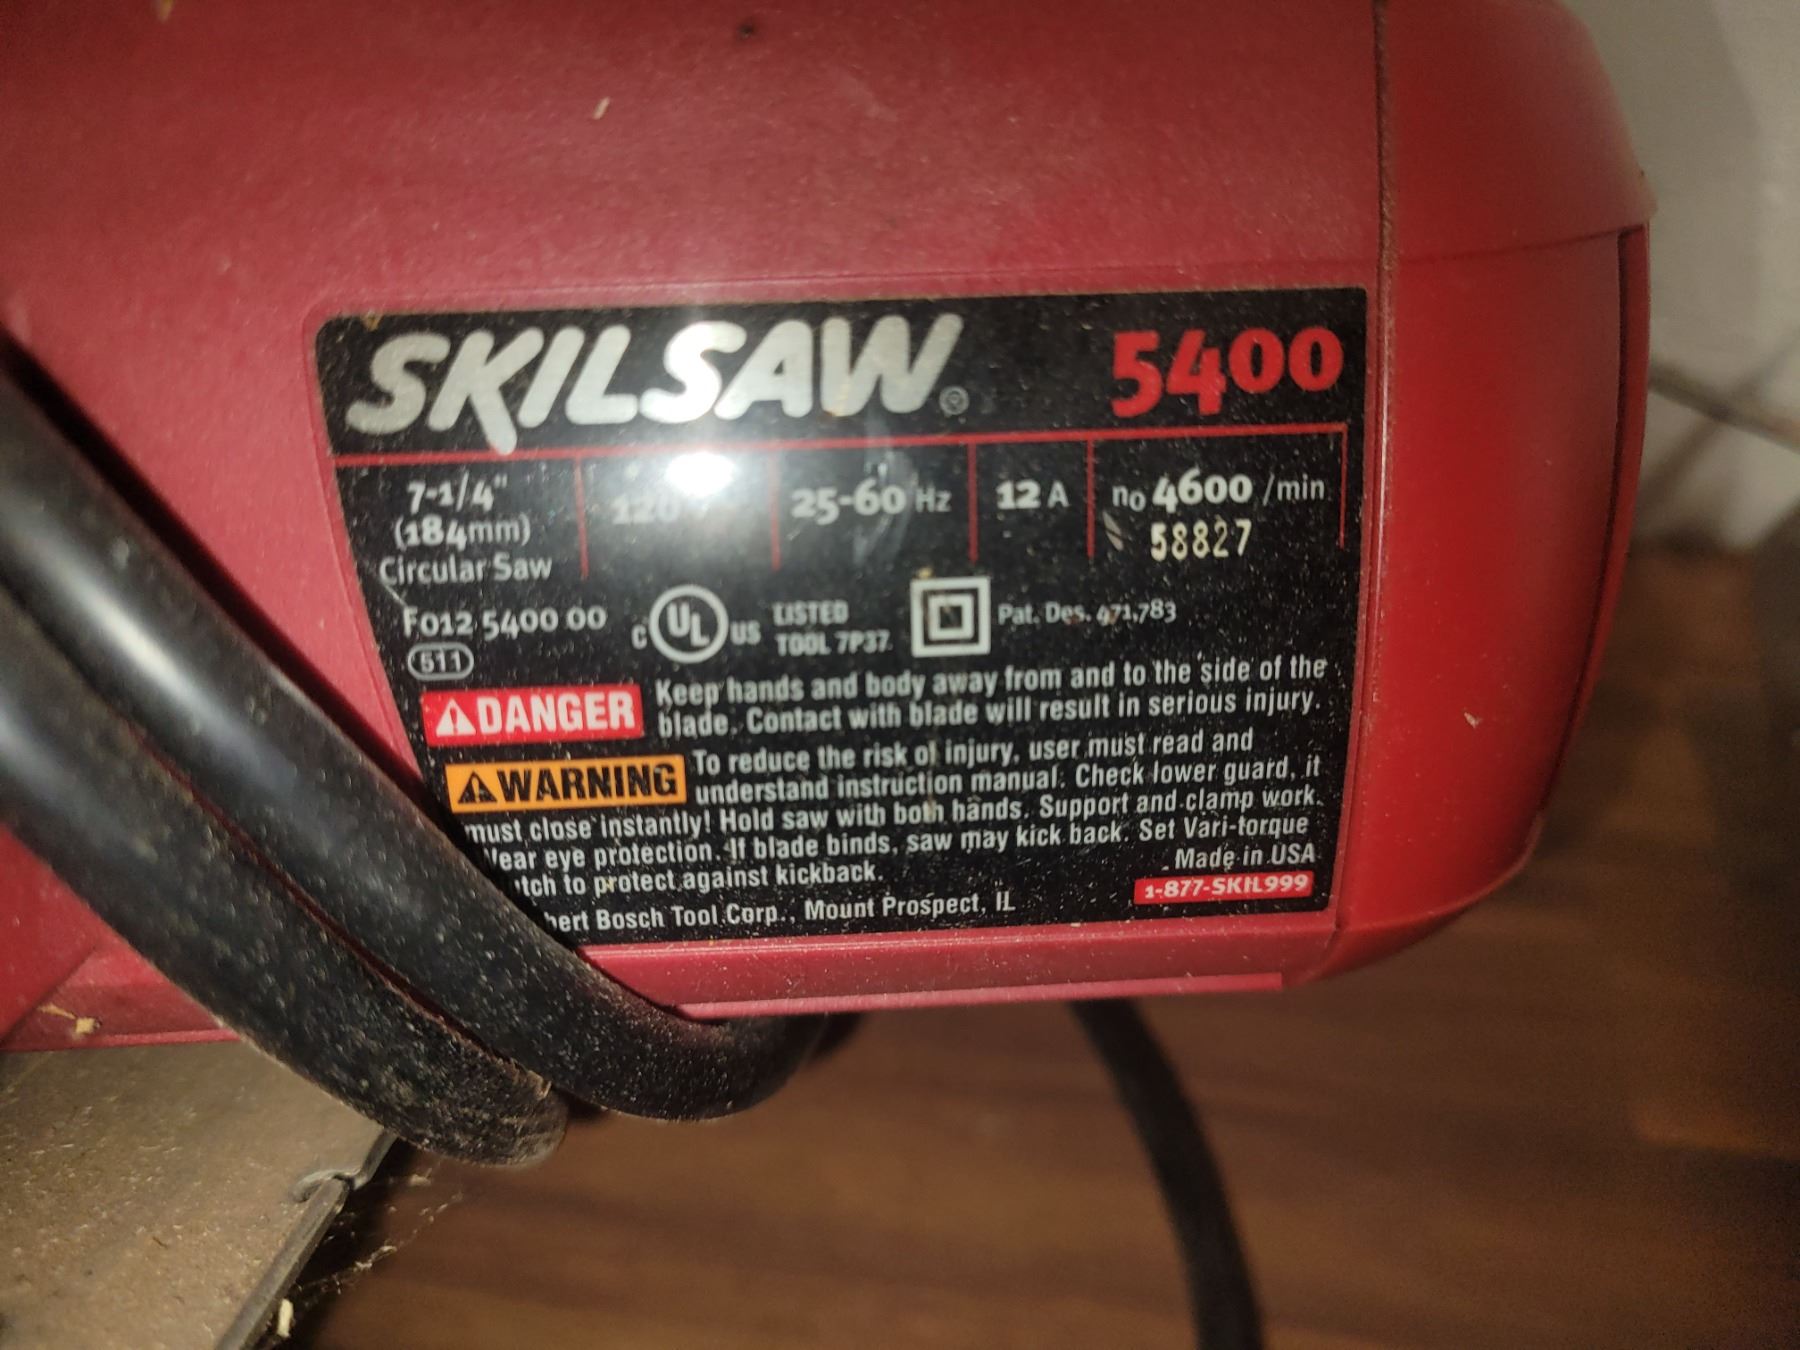 SKILSAW® 5400
7-1/4" 120 25-60 Hz 12 A no 4600 /min
(184mm) 58827
Circular Saw
F012 5400 00 C UL US LISTED Pat. Des. 471,783
TOOL 7P37
511
DANGER Keep hands and body away from and to the side of the
blade. Contact with blade will result in serious injury.
WARNING To reduce the risk of injury, user must read and
understand instruction manual. Check lower guard, it
must close instantly! Hold saw with both hands. Support and clamp work.
Wear eye protection. If blade binds, saw may kick back. Set Vari-torque
tch to protect against kickback. Made in USA
bert Bosch Tool Corp., Mount Prospect, IL 1-877-SKIL999